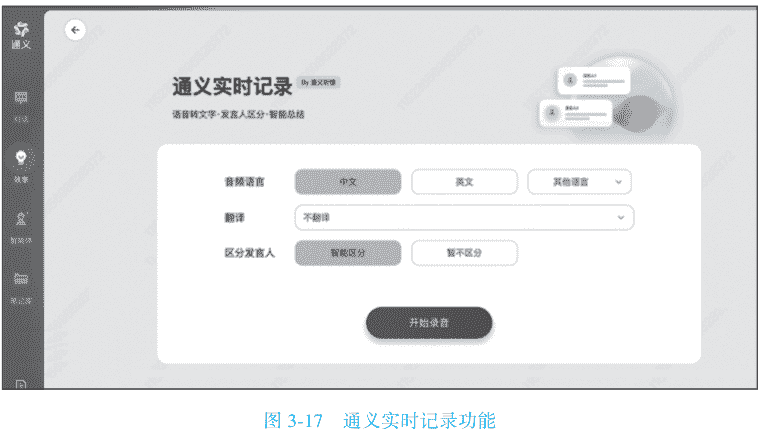 通义
对话
效率
智能体
通义实时记录 By 通义听悟
语音转文字·发言人区分·智能总结
音频语言 中文 英文 其他语言
翻译 不翻译
区分发言人 智能区分 暂不区分
开始录音
图 3-17 通义实时记录功能